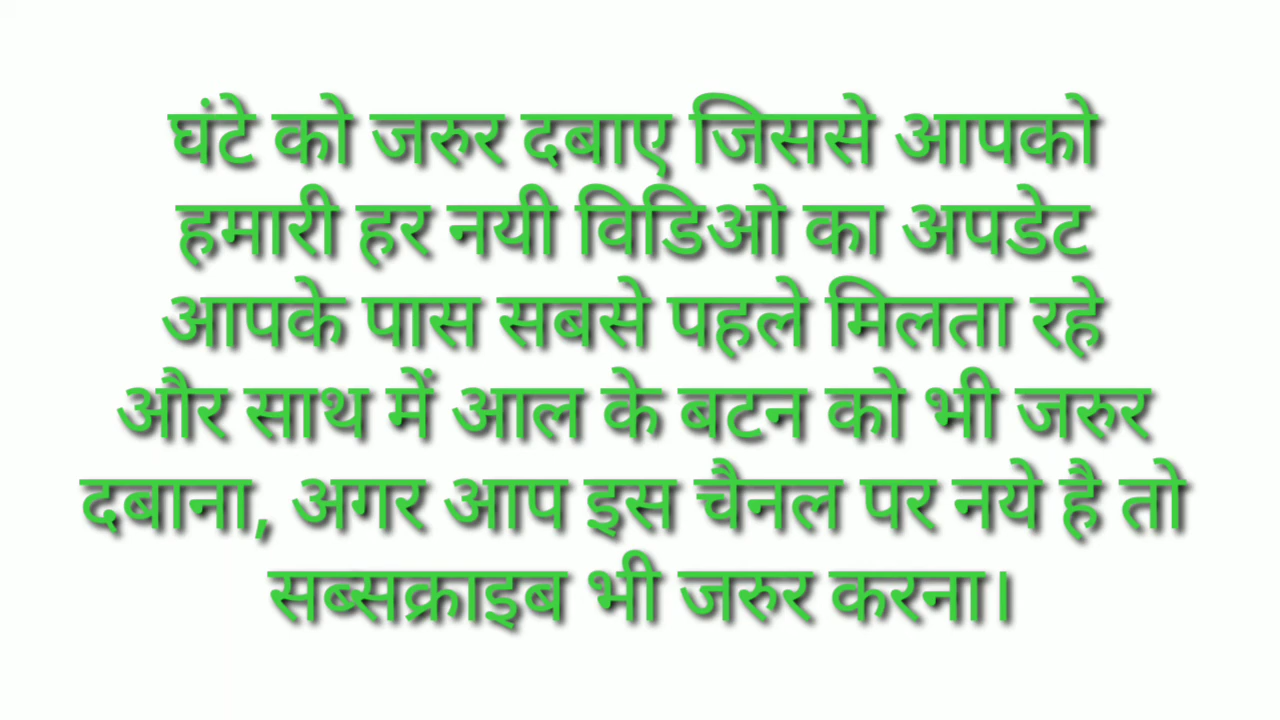 घंटे को जरुर दबाए जिससे आपको
हमारी हर नयी विडिओ का अपडेट
आपके पास सबसे पहले मिलता रहे
और साथ में आल के बटन को भी जरुर
दबाना, अगर आप इस चैनल पर नये है तो
सब्सक्राइब भी जरुर करना।